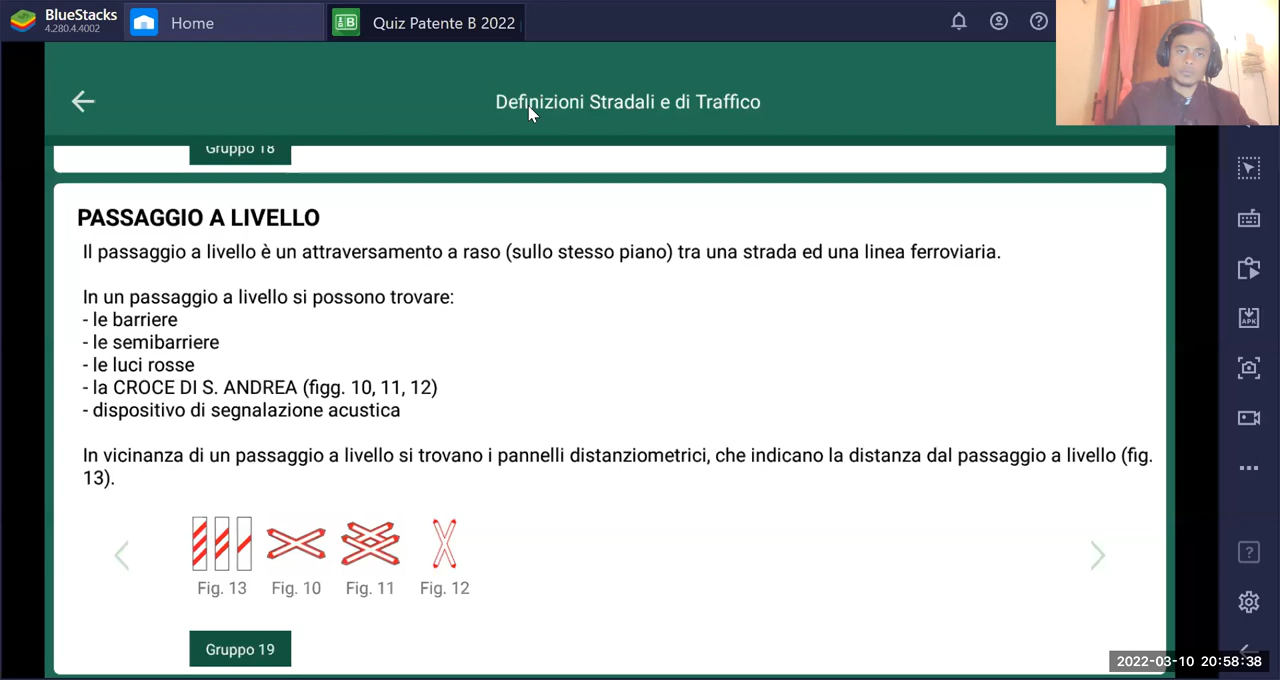 BlueStacks
4.280.4.4002
Home
Quiz Patente B 2022
Definizioni Stradali e di Traffico
Gruppo 18
PASSAGGIO A LIVELLO
Il passaggio a livello è un attraversamento a raso (sullo stesso piano) tra una strada ed una linea ferroviaria.
In un passaggio a livello si possono trovare:
- le barriere
- le semibarriere
- le luci rosse
- la CROCE DI S. ANDREA (figg. 10, 11, 12)
- dispositivo di segnalazione acustica
In vicinanza di un passaggio a livello si trovano i pannelli distanziometrici, che indicano la distanza dal passaggio a livello (fig.
13).
Fig. 13 Fig. 10 Fig. 11 Fig. 12
Gruppo 19
2022-03-10 20:58:38
B
APK